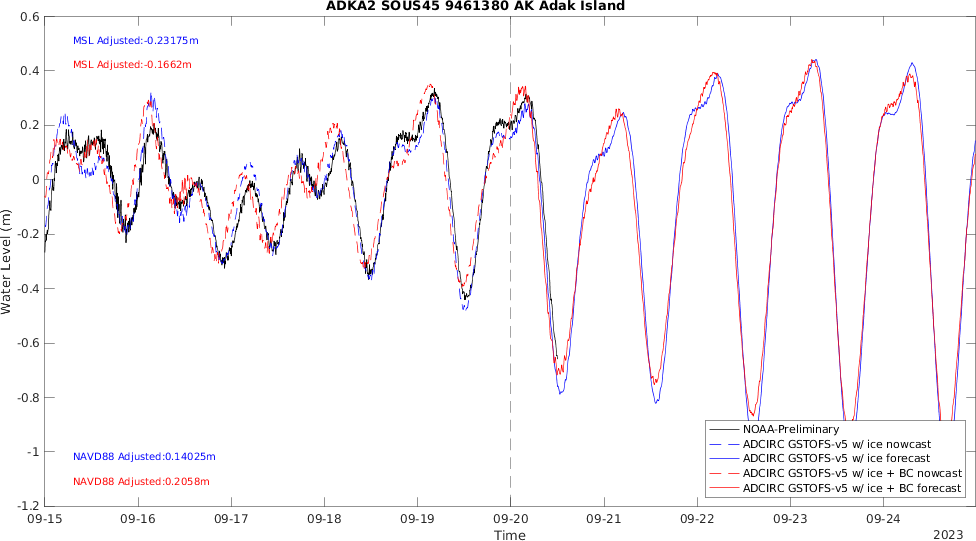 ADKA2 SOUS45 9461380 AK Adak Island
0.6
MSL Adjusted:-0.23175m
MSL Adjusted:-0.1662m
0.4
0.2
0
-0.2
-0.4
-0.6
-0.8
-1
-1.2
Water Level (m)
NAVD88 Adjusted:0.14025m
NAVD88 Adjusted:0.2058m
NOAA-Preliminary
ADCIRC GSTOFS-v5 w/ ice nowcast
ADCIRC GSTOFS-v5 w/ ice forecast
ADCIRC GSTOFS-v5 w/ ice + BC nowcast
ADCIRC GSTOFS-v5 w/ ice + BC forecast
09-15 09-16 09-17 09-18 09-19 09-20 09-21 09-22 09-23 09-24
Time
2023